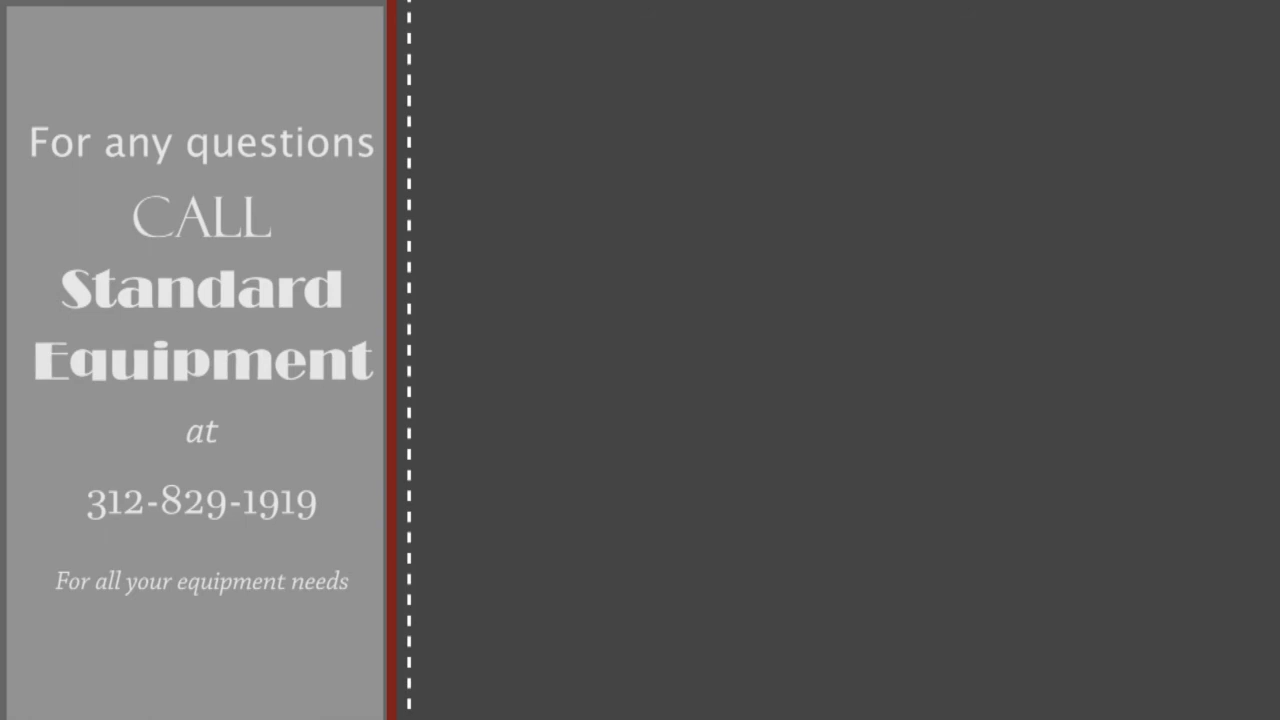 For any questions
CALL
Standard
Equipment
at
312-829-1919
For all your equipment needs